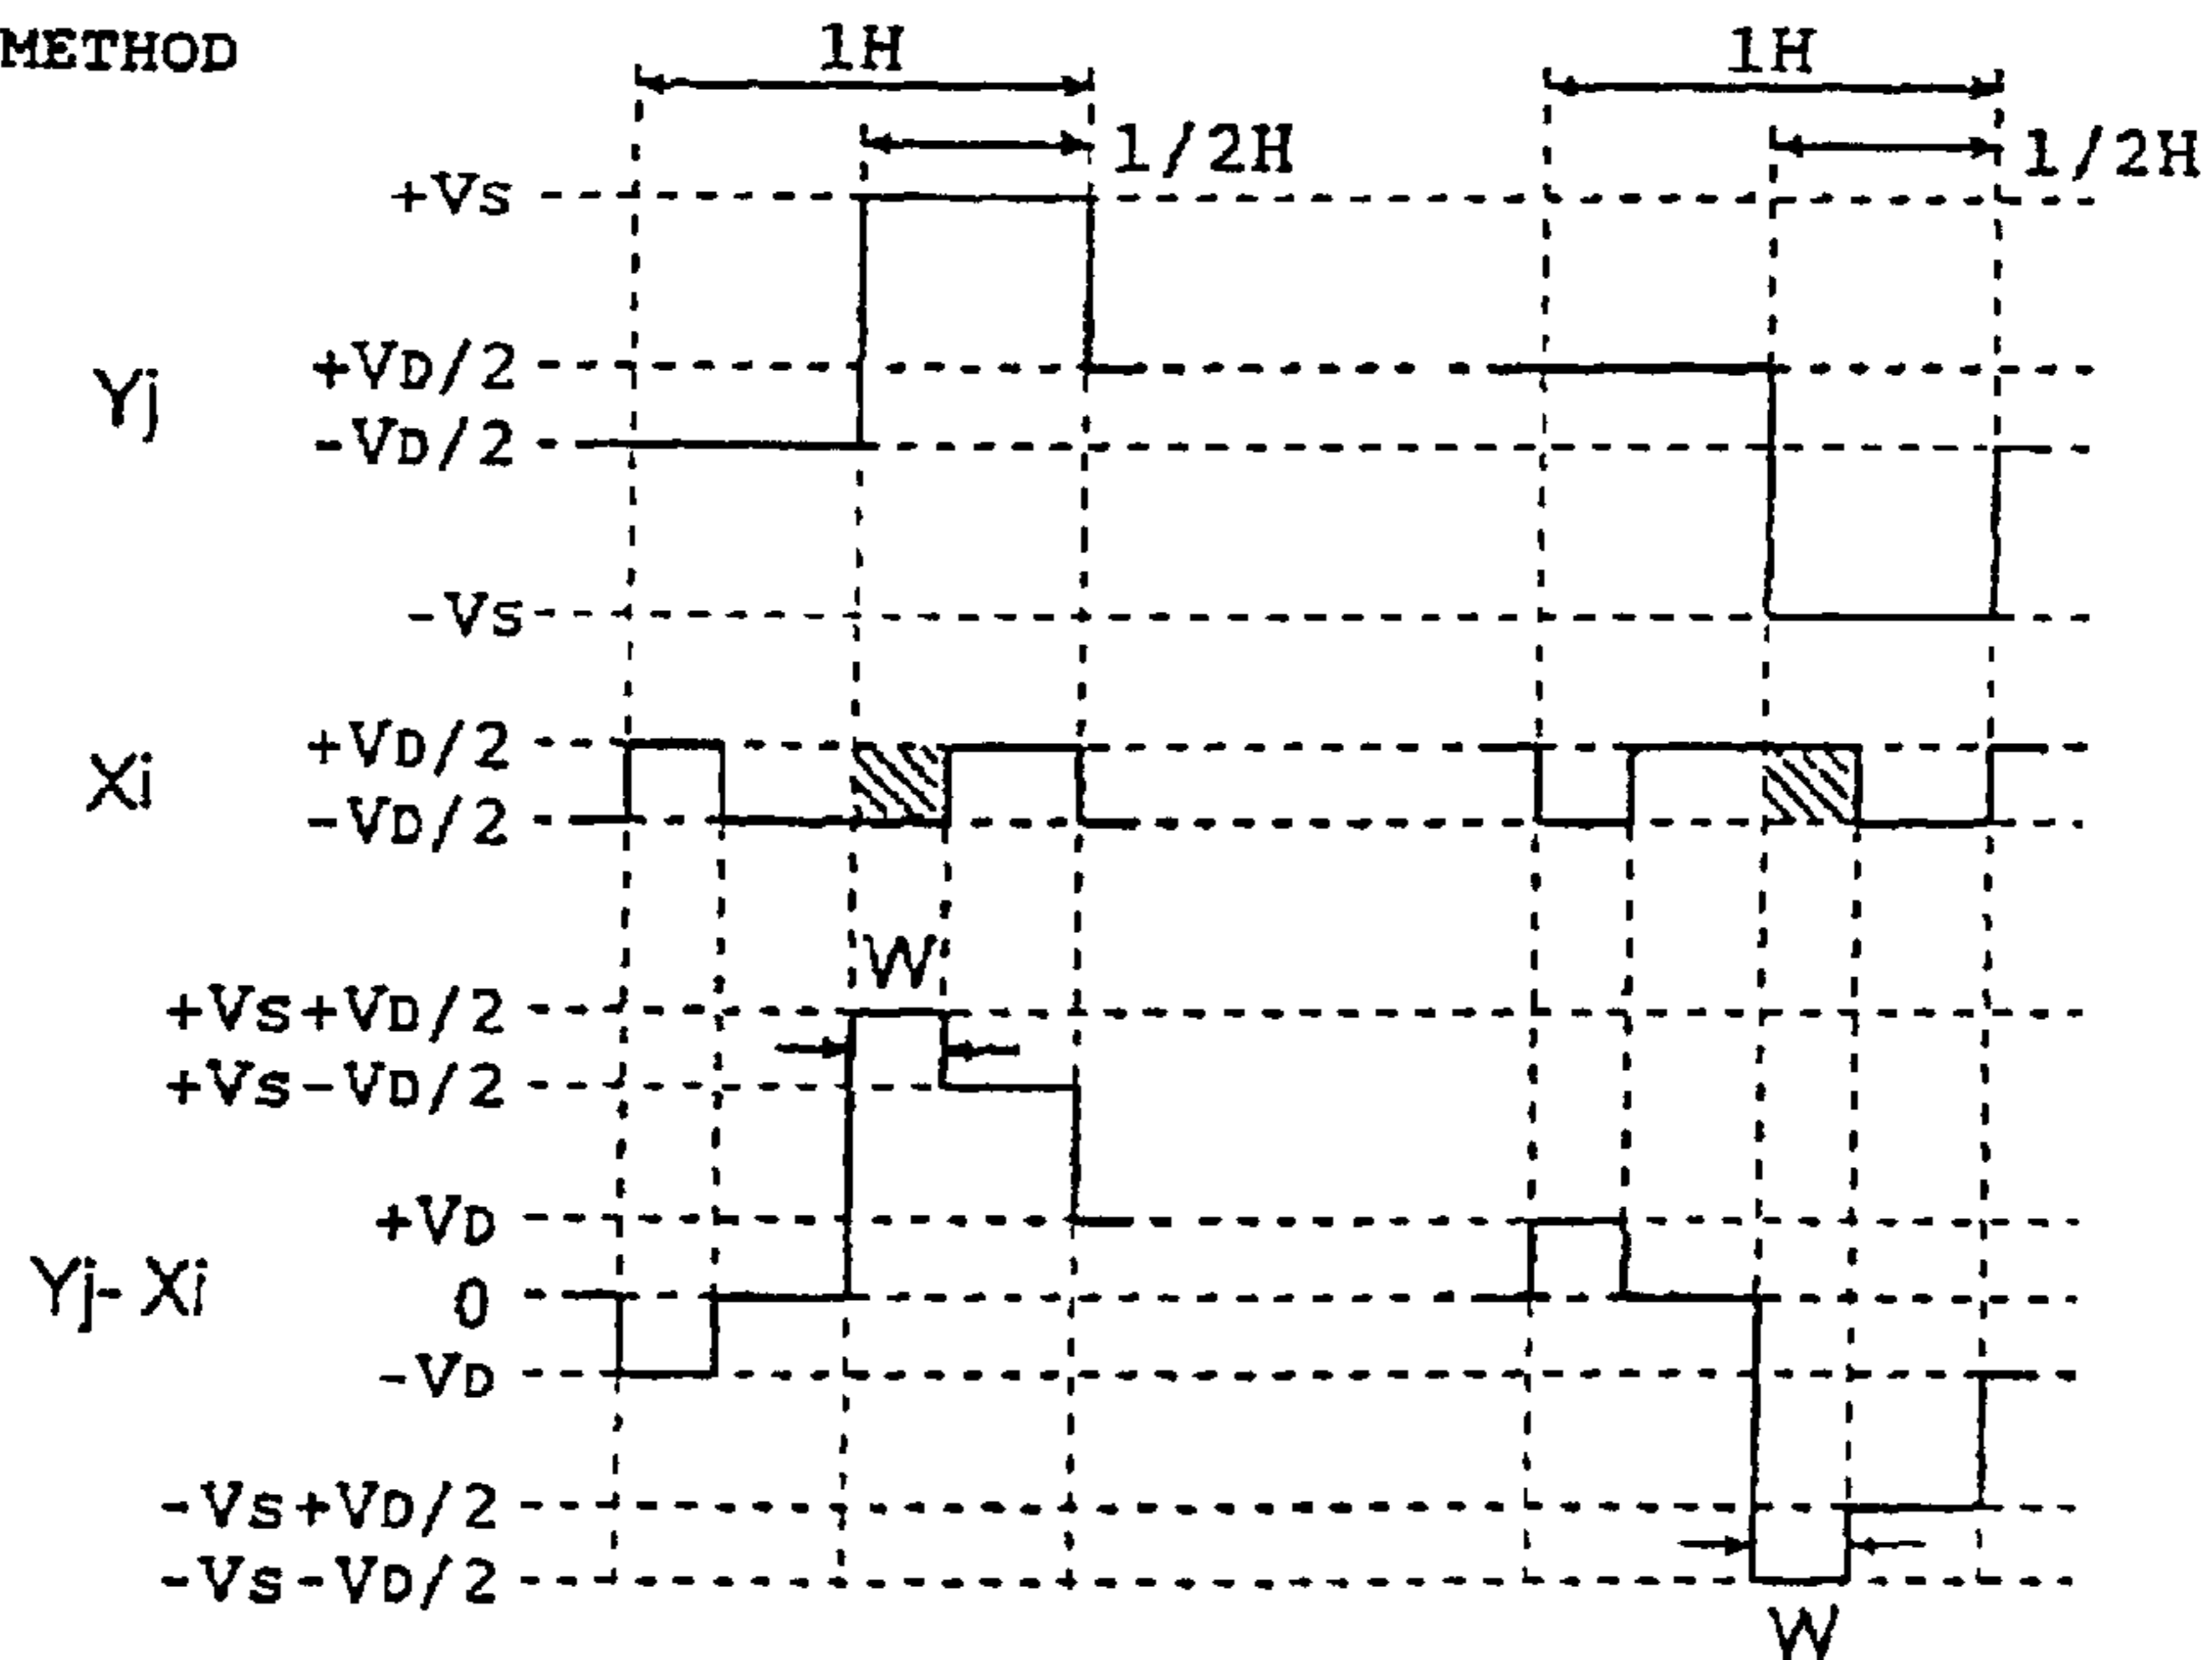 METHOD
1H 1H
1/2H 1/2H
+VS
+VD/2
Yj
-VD/2
-VS
+VD/2
Xi
-VD/2
W
+VS+VD/2
+VS-VD/2
+VD
Yj-Xi
0
-VD
-VS+VD/2
-VS-VD/2
W